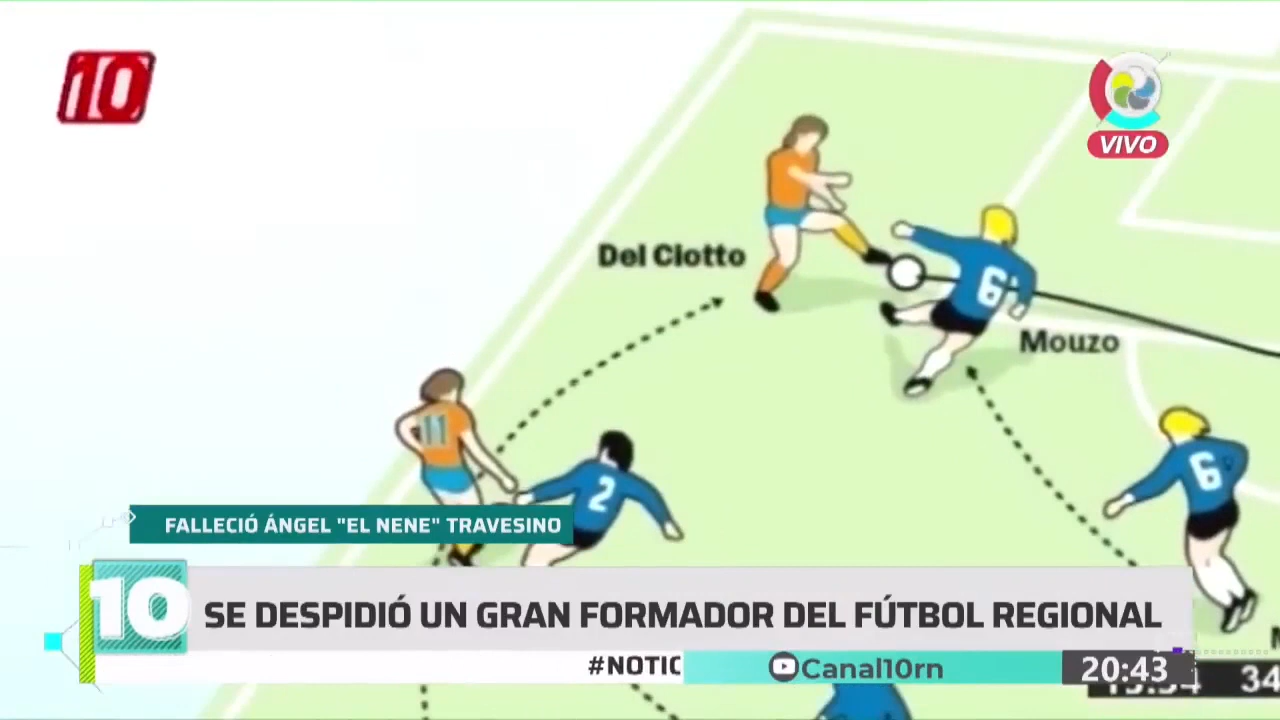 10
VIVO
Del Ciotto
6
Mouzo
11
2
6
FALLECIÓ ÁNGEL "EL NENE" TRAVESINO
10
SE DESPIDIÓ UN GRAN FORMADOR DEL FÚTBOL REGIONAL
#NOTIC
Canal10rn
20:43
34